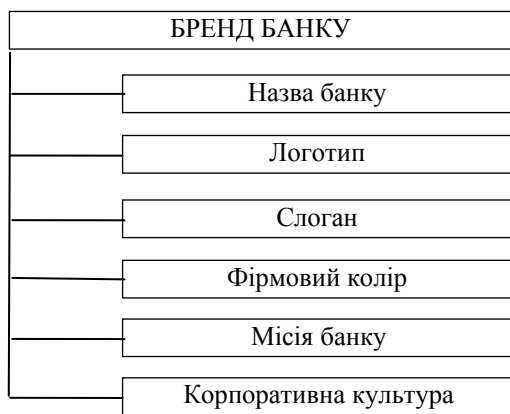 БРЕНД БАНКУ
Назва банку
Логотип
Слоган
Фірмовий колір
Місія банку
Корпоративна культура